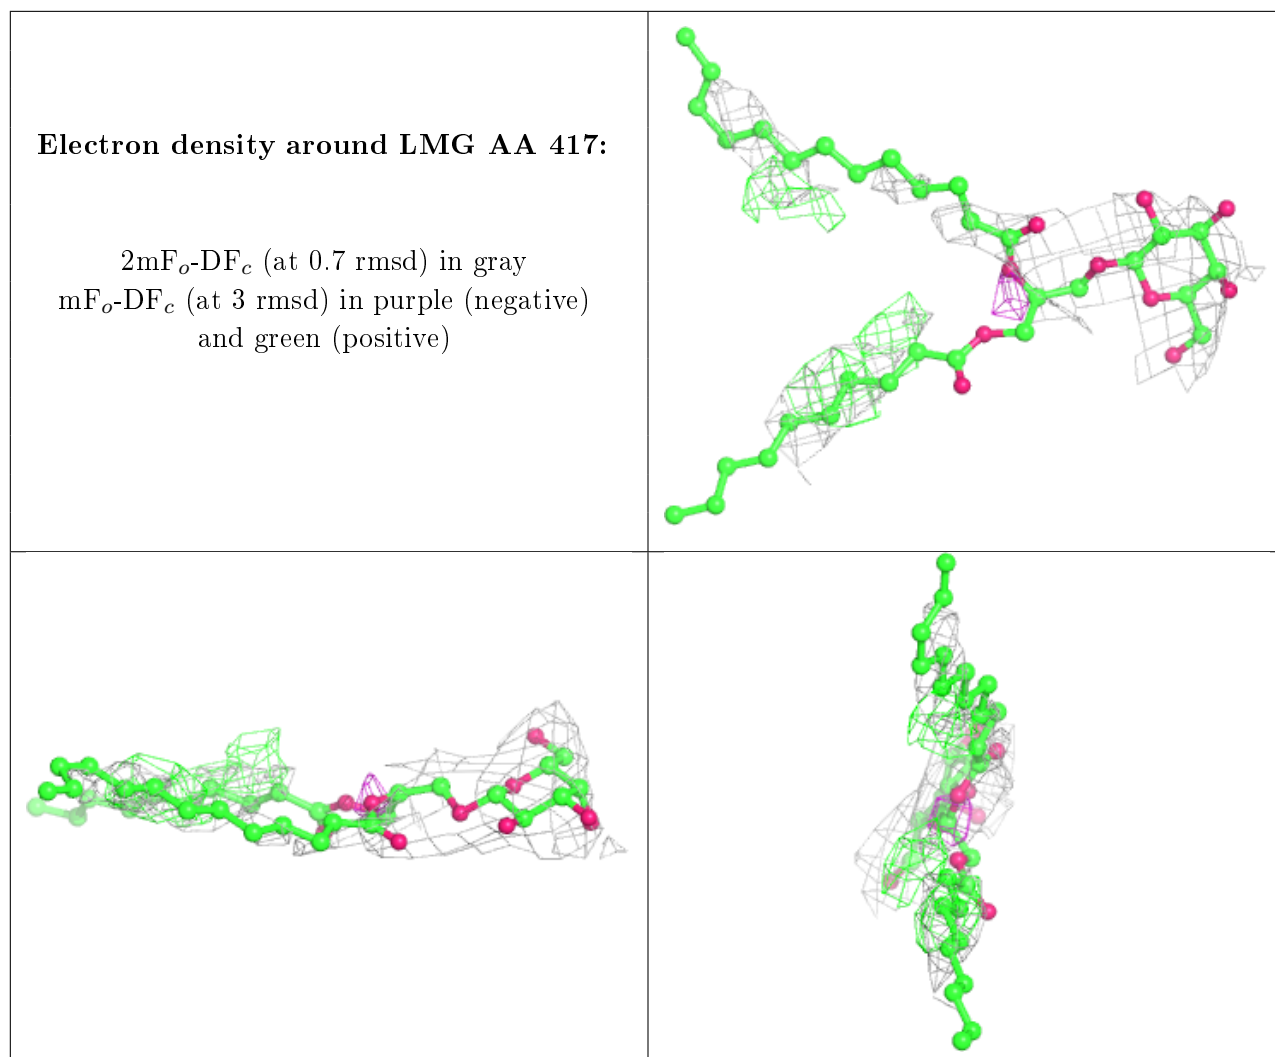 Electron density around LMG AA 417:
2mFₒ-DF𝒸 (at 0.7 rmsd) in gray
mFₒ-DF𝒸 (at 3 rmsd) in purple (negative)
and green (positive)